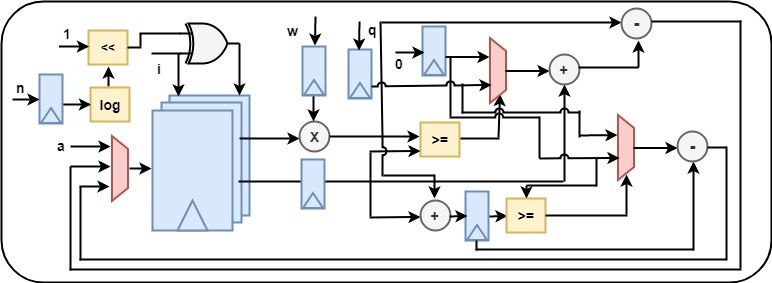 1
<<
i
w
q
0
-
+
n
log
a
X
>=
-
+
>=